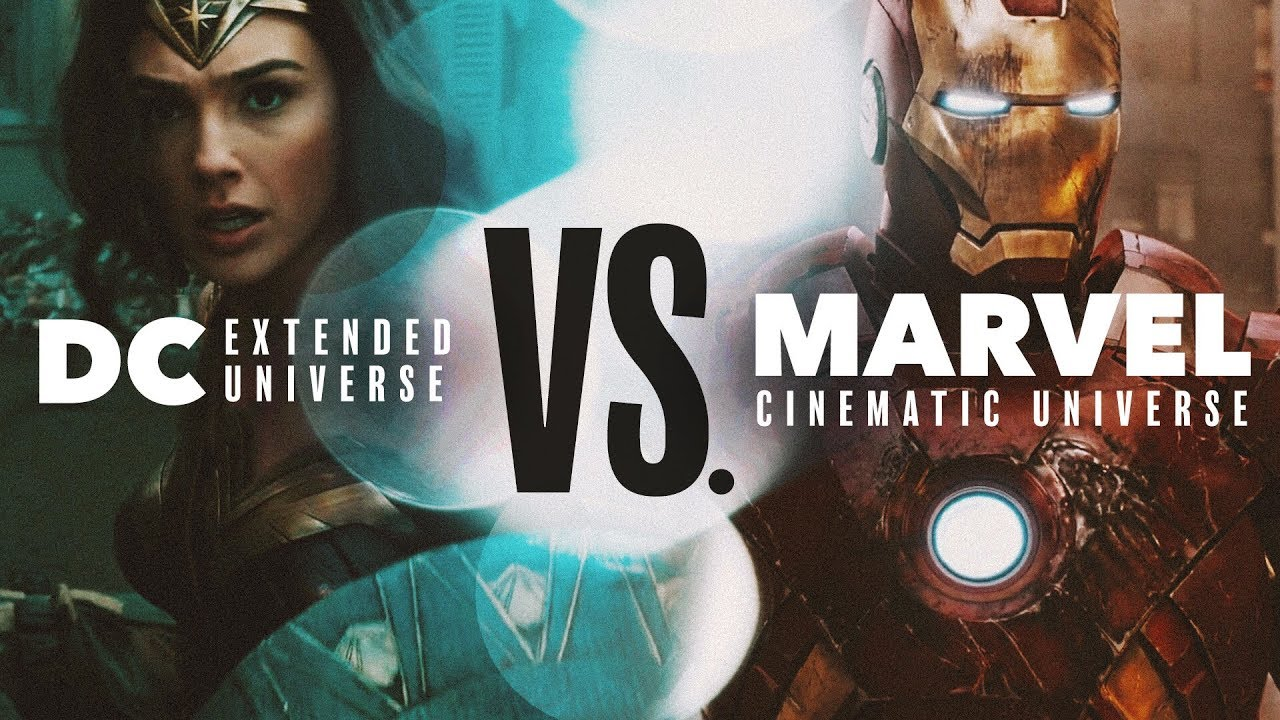 DC EXTENDED
UNIVERSE
VS.
MARVEL
CINEMATIC UNIVERSE